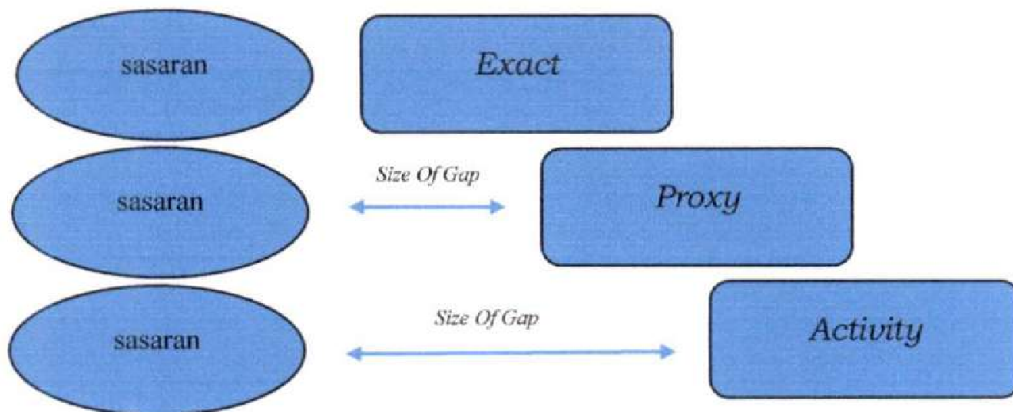 sasaran
Exact
Size Of Gap
sasaran
Proxy
Size Of Gap
sasaran
Activity